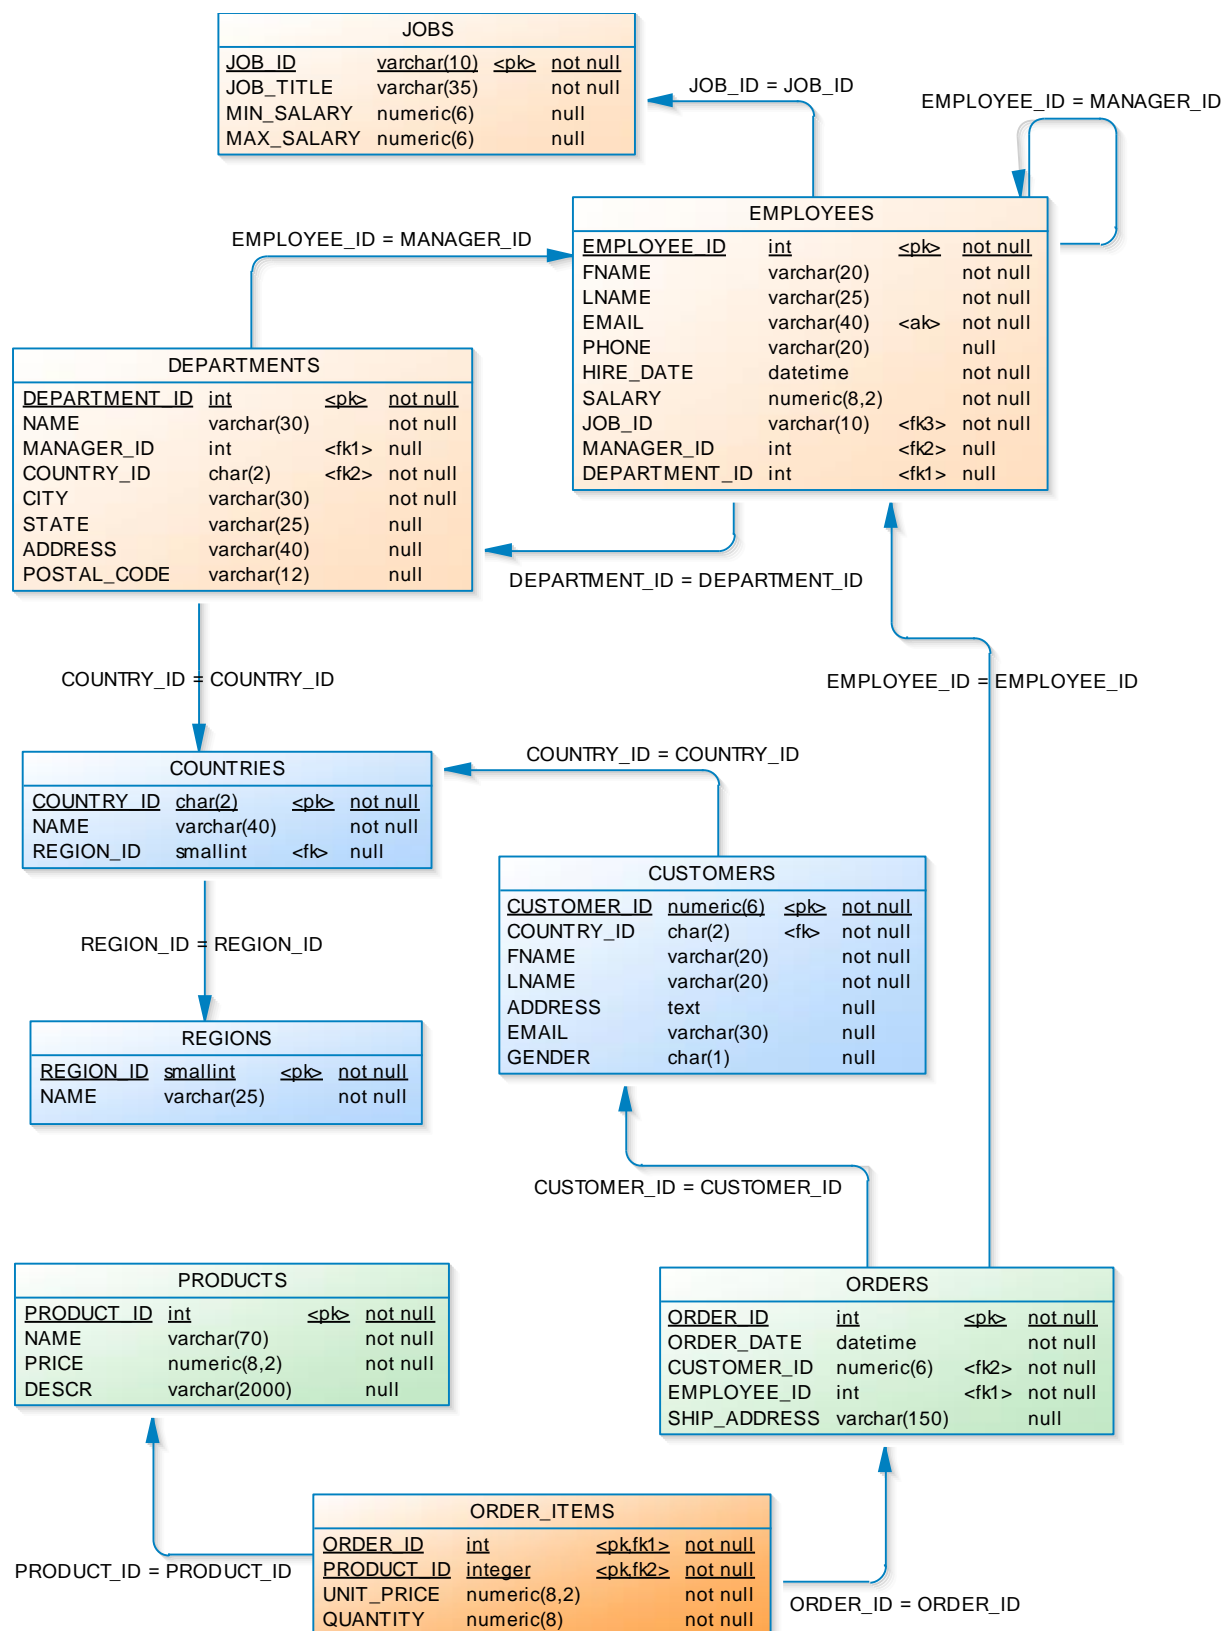 JOBS
JOB_ID varchar(10) <pk> not null
JOB_TITLE varchar(35) not null
MIN_SALARY numeric(6) null
MAX_SALARY numeric(6) null
JOB_ID = JOB_ID
EMPLOYEE_ID = MANAGER_ID
EMPLOYEES
EMPLOYEE_ID int <pk> not null
FNAME varchar(20) not null
LNAME varchar(25) not null
EMAIL varchar(40) <ak> not null
PHONE varchar(20) null
HIRE_DATE datetime not null
SALARY numeric(8,2) not null
JOB_ID varchar(10) <fk3> not null
MANAGER_ID int <fk2> null
DEPARTMENT_ID int <fk1> null
EMPLOYEE_ID = MANAGER_ID
DEPARTMENTS
DEPARTMENT_ID int <pk> not null
NAME varchar(30) not null
MANAGER_ID int <fk1> null
COUNTRY_ID char(2) <fk2> not null
CITY varchar(30) not null
STATE varchar(25) null
ADDRESS varchar(40) null
POSTAL_CODE varchar(12) null
DEPARTMENT_ID = DEPARTMENT_ID
COUNTRY_ID = COUNTRY_ID
EMPLOYEE_ID = EMPLOYEE_ID
COUNTRIES
COUNTRY_ID char(2) <pk> not null
NAME varchar(40) not null
REGION_ID smallint <fk> null
COUNTRY_ID = COUNTRY_ID
CUSTOMERS
CUSTOMER_ID numeric(6) <pk> not null
COUNTRY_ID char(2) <fk> not null
FNAME varchar(20) not null
LNAME varchar(20) not null
ADDRESS text null
EMAIL varchar(30) null
GENDER char(1) null
REGION_ID = REGION_ID
REGIONS
REGION_ID smallint <pk> not null
NAME varchar(25) not null
CUSTOMER_ID = CUSTOMER_ID
PRODUCTS
PRODUCT_ID int <pk> not null
NAME varchar(70) not null
PRICE numeric(8,2) not null
DESCR varchar(2000) null
ORDERS
ORDER_ID int <pk> not null
ORDER_DATE datetime not null
CUSTOMER_ID numeric(6) <fk2> not null
EMPLOYEE_ID int <fk1> not null
SHIP_ADDRESS varchar(150) null
ORDER_ITEMS
ORDER_ID int <pk,fk1> not null
PRODUCT_ID integer <pk,fk2> not null
UNIT_PRICE numeric(8,2) not null
QUANTITY numeric(8) not null
PRODUCT_ID = PRODUCT_ID
ORDER_ID = ORDER_ID